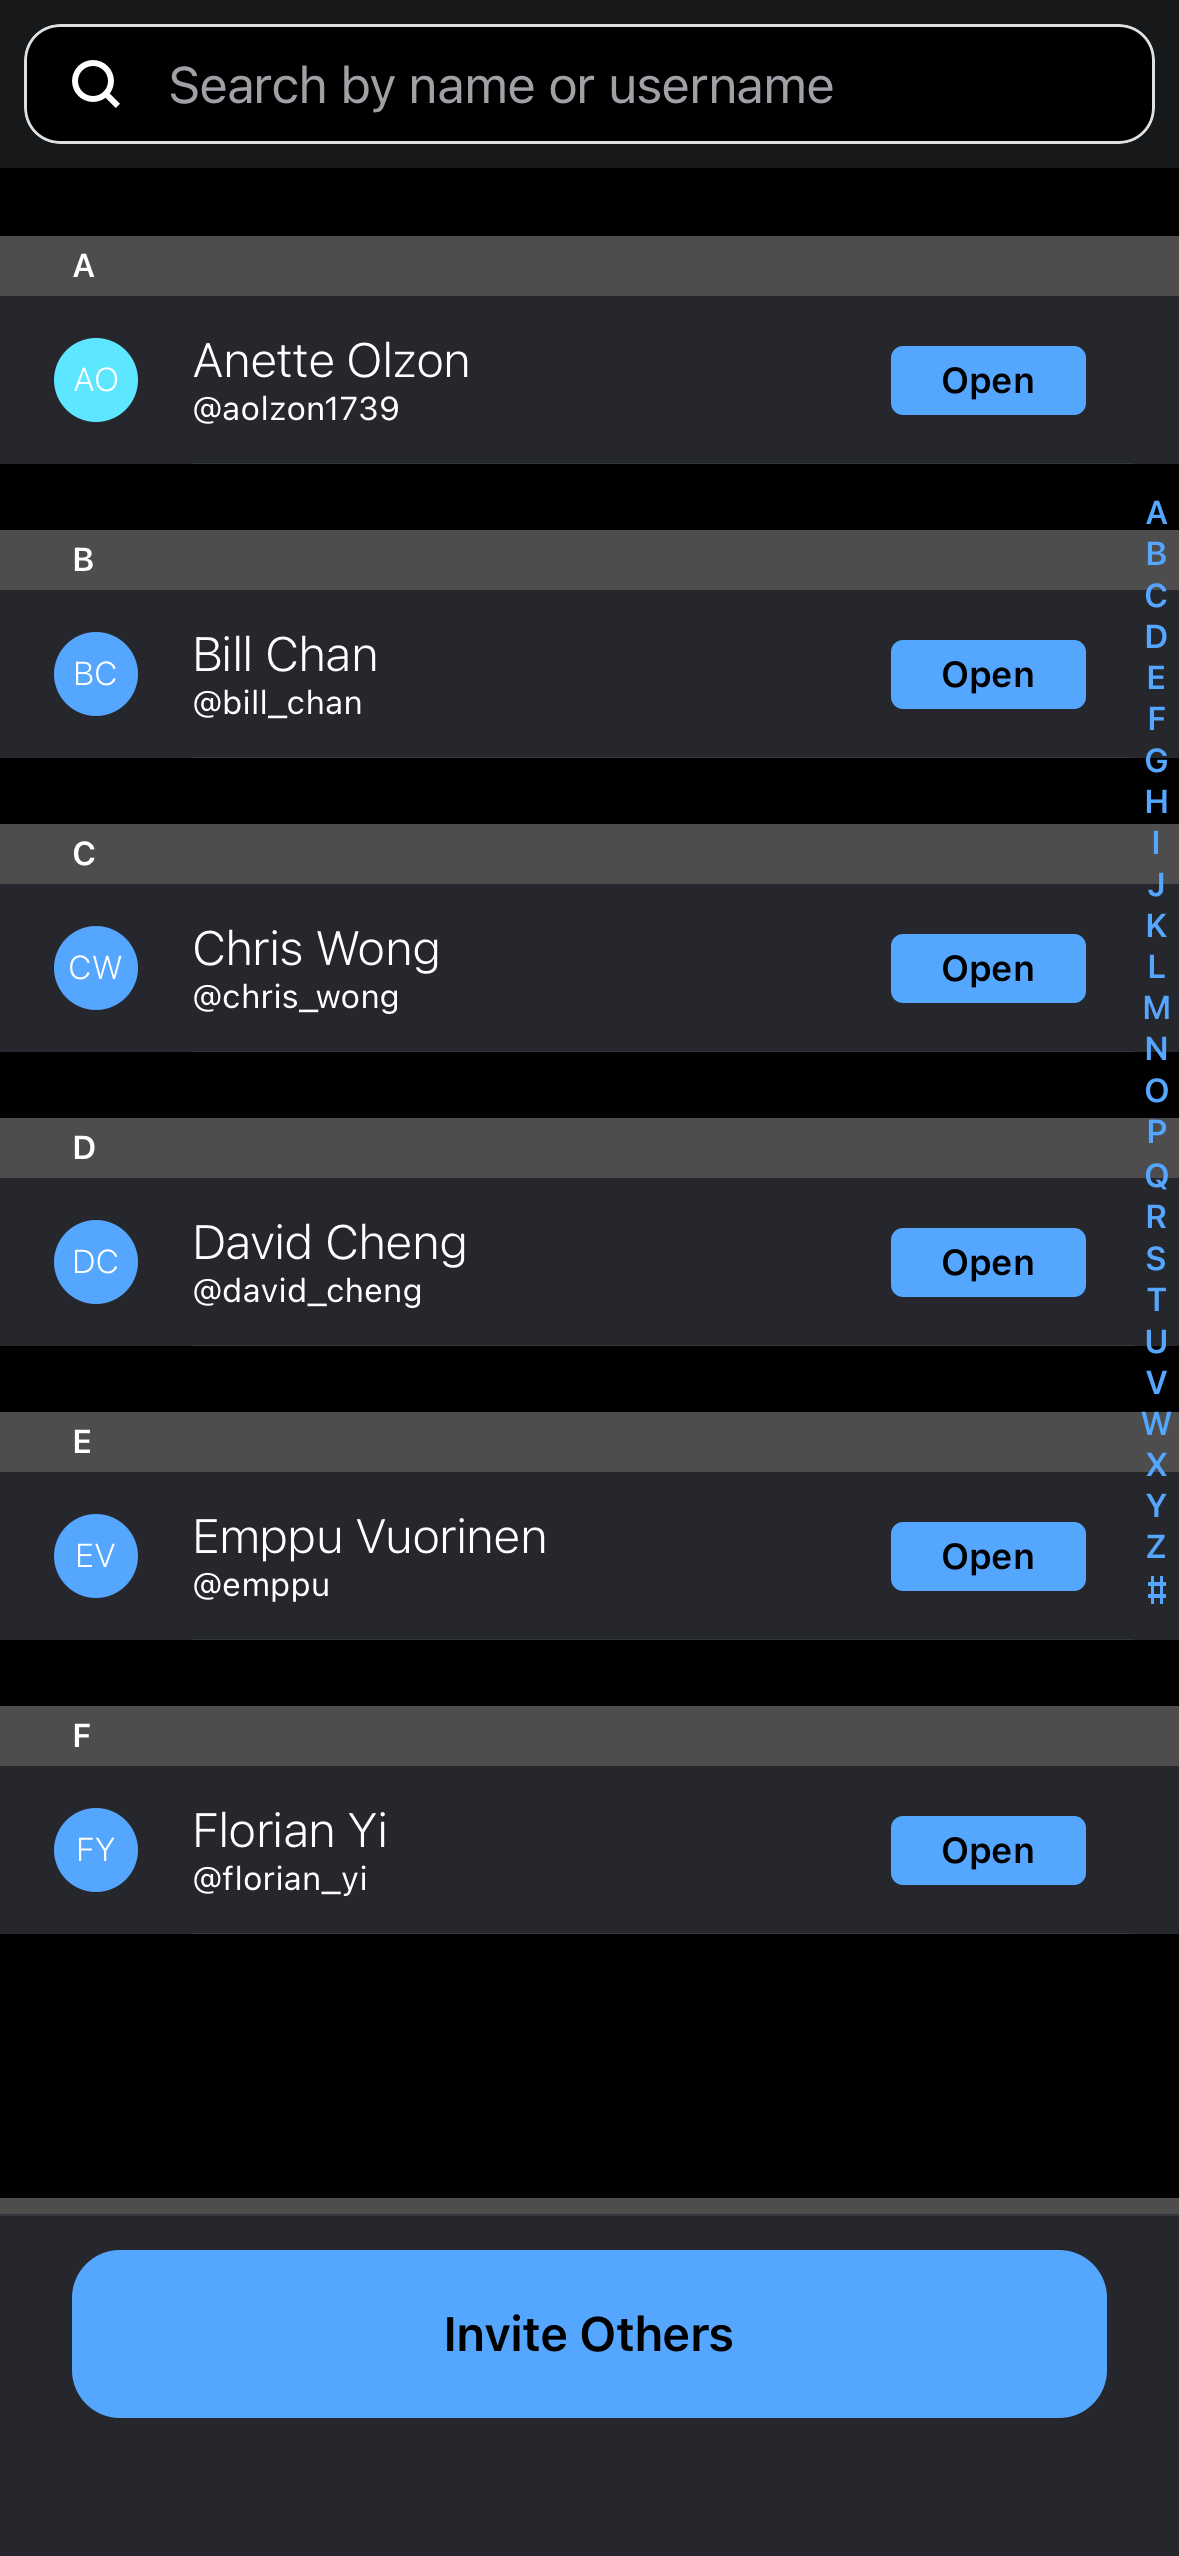 Search by name or username
A
AO
Anette Olzon
@aolzon1739
Open
B
BC
Bill Chan
@bill_chan
Open
C
CW
Chris Wong
@chris_wong
Open
D
DC
David Cheng
@david_cheng
Open
E
EV
Emppu Vuorinen
@emppu
Open
F
FY
Florian Yi
@florian_yi
Open
A
B
C
D
E
F
G
H
I
J
K
L
M
N
O
P
Q
R
S
T
U
V
W
X
Y
Z
#
Invite Others